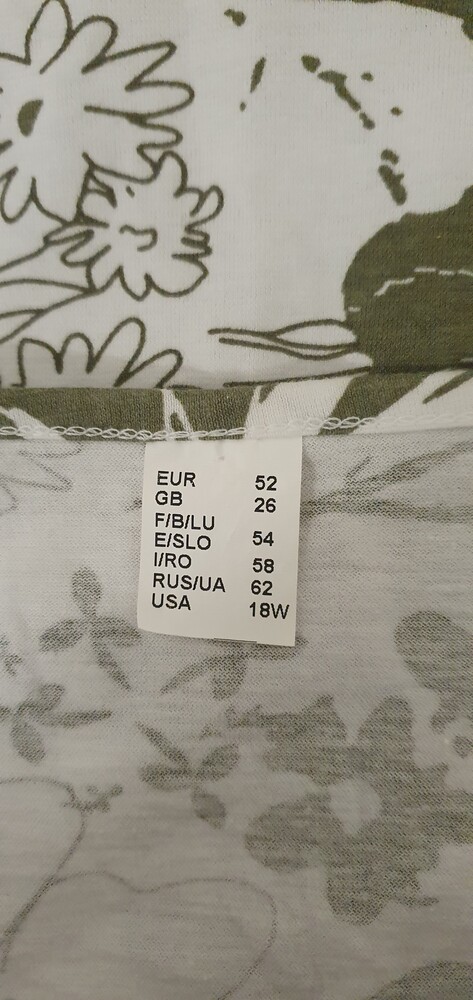 EUR 52
GB 26
F/B/LU
E/SLO 54
I/RO 58
RUS/UA 62
USA 18W